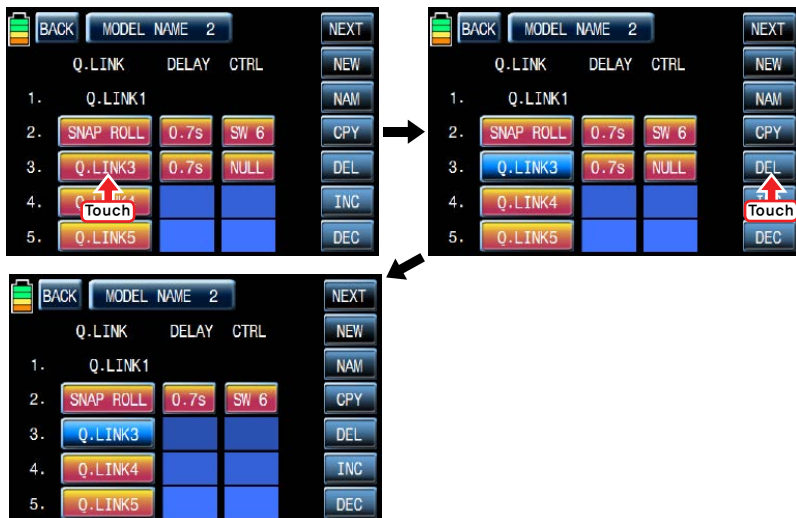 BACK MODEL NAME 2 NEXT
Q.LINK DELAY CTRL NEW
1. Q.LINK1 NAM
2. SNAP ROLL 0.7s SW 6 CPY
3. Q.LINK3 0.7s NULL DEL
4. INC
Touch
5. Q.LINK5 DEC
BACK MODEL NAME 2 NEXT
Q.LINK DELAY CTRL NEW
1. Q.LINK1 NAM
2. SNAP ROLL 0.7s SW 6 CPY
3. Q.LINK3 0.7s NULL DEL
4. Q.LINK4
Touch
5. Q.LINK5 DEC
BACK MODEL NAME 2 NEXT
Q.LINK DELAY CTRL NEW
1. Q.LINK1 NAM
2. SNAP ROLL 0.7s SW 6 CPY
3. Q.LINK3 DEL
4. Q.LINK4 INC
5. Q.LINK5 DEC